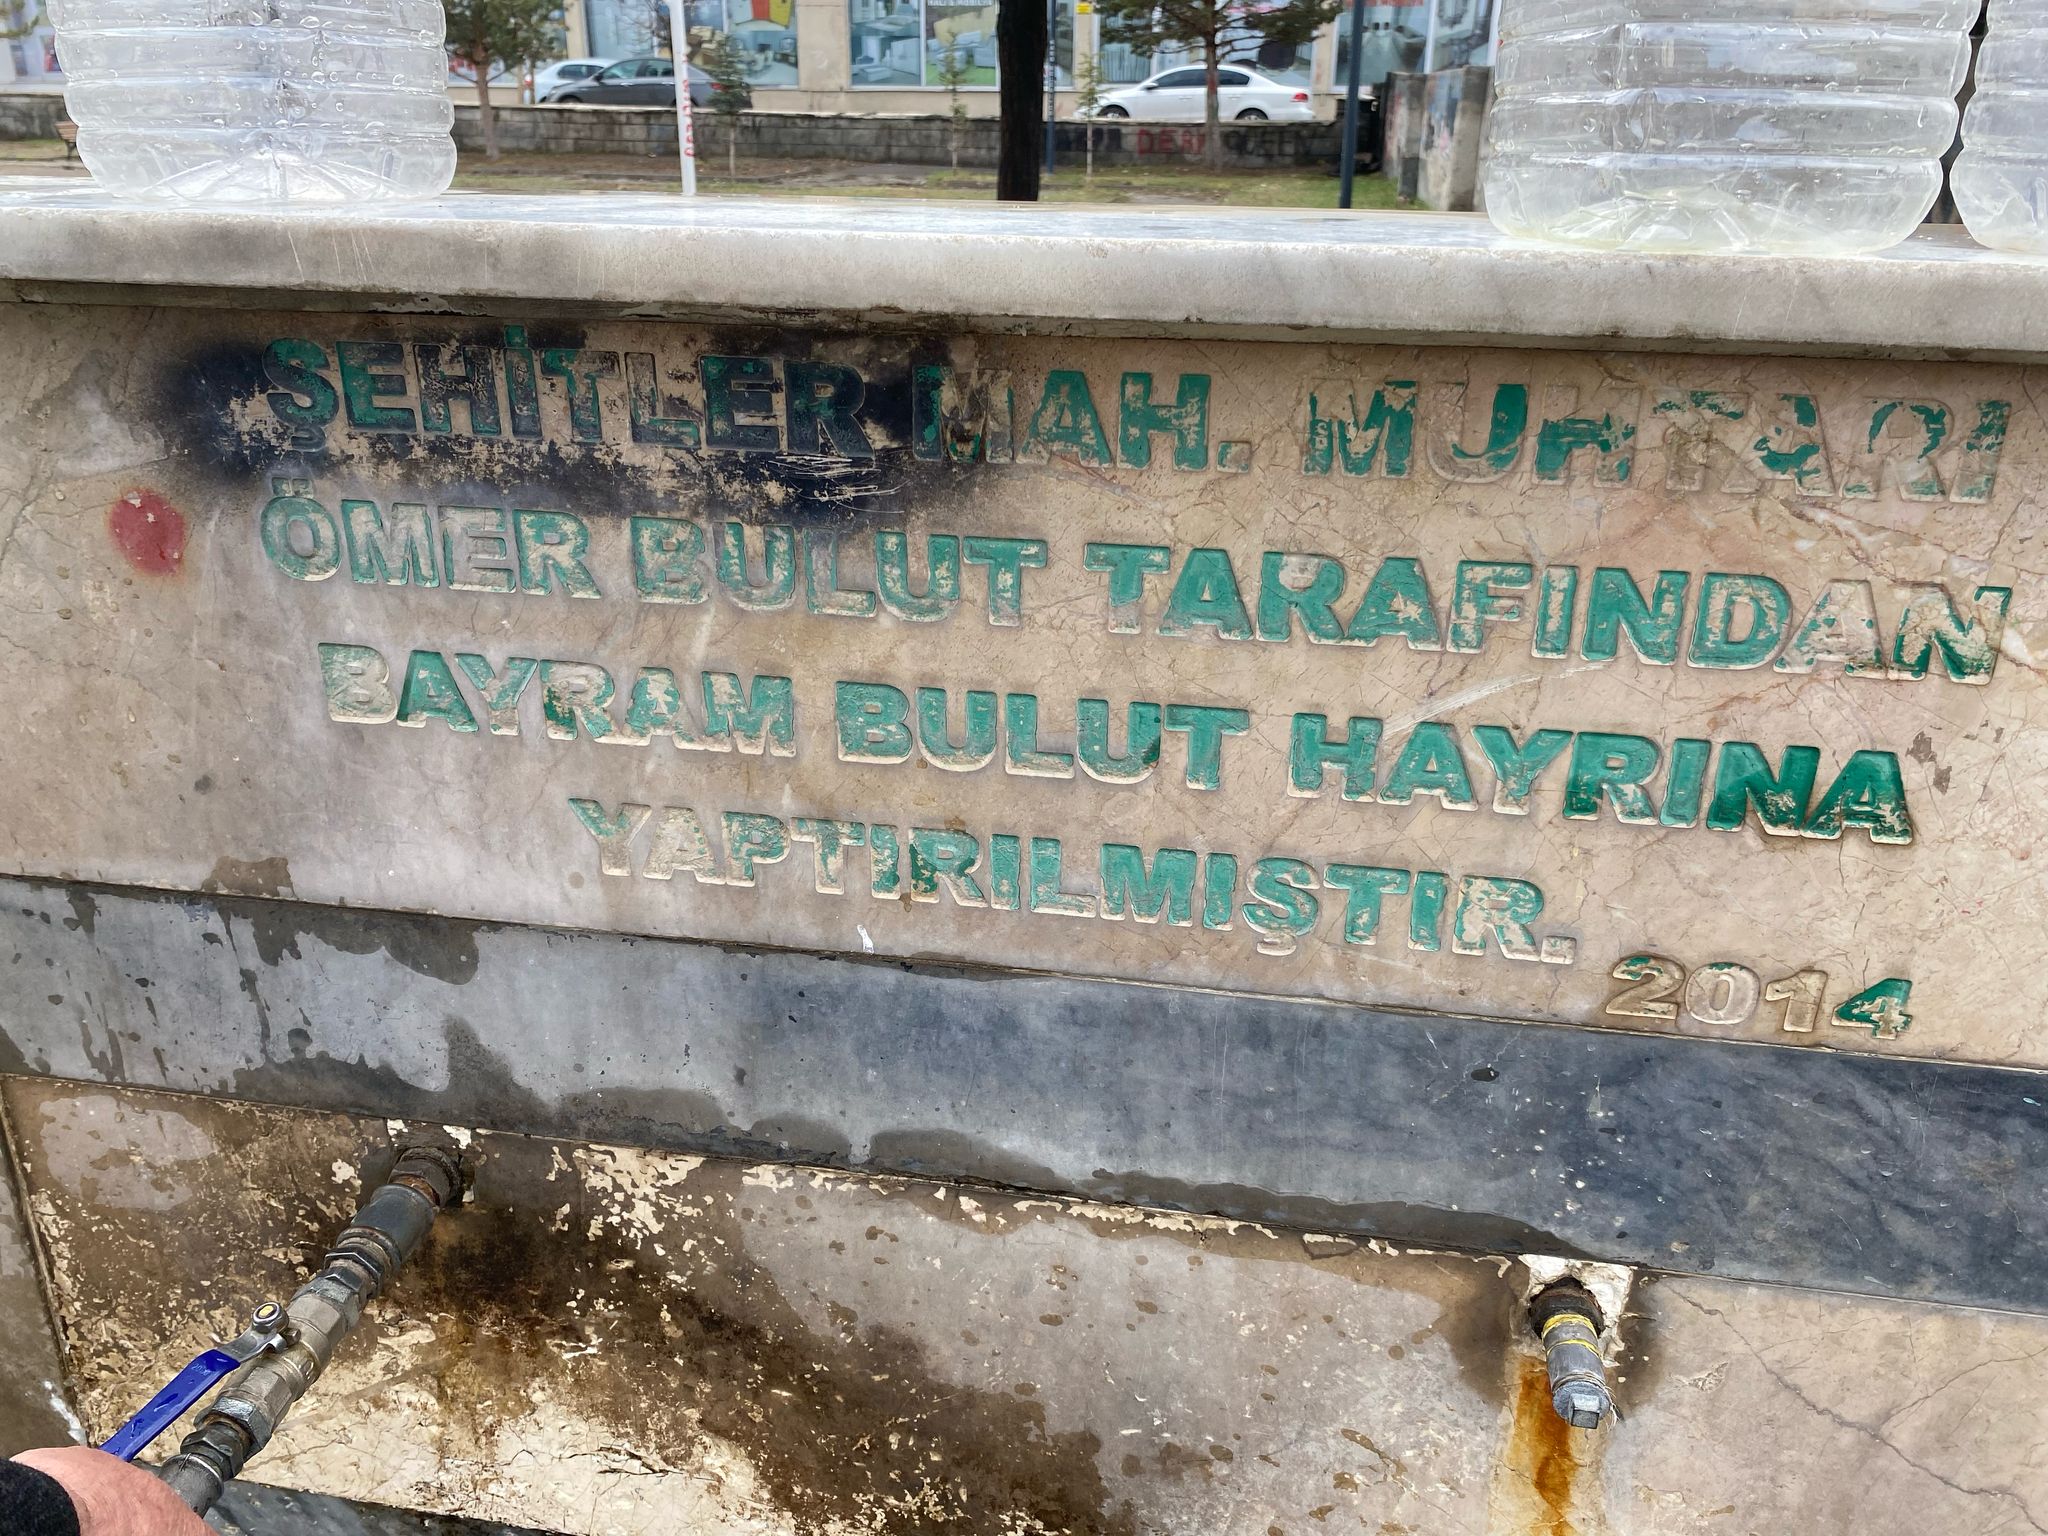 ŞEHİTLER MAH. MUHTARI
ÖMER BULUT TARAFINDAN
BAYRAM BULUT HAYRINA
YAPTIRILMIŞTIR.
2014